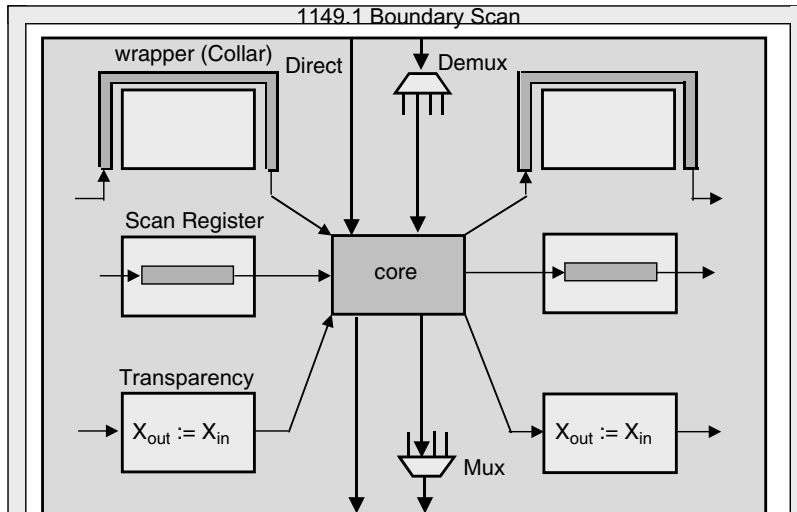 1149.1 Boundary Scan
wrapper (Collar)
Direct
Demux
Scan Register
core
Transparency
Xout := Xin
Xout := Xin
Mux